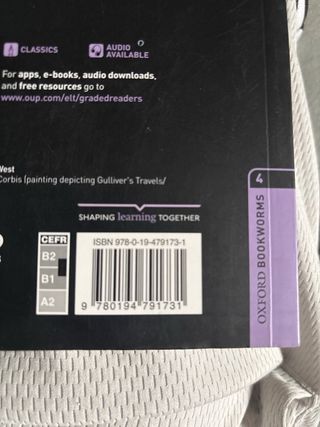 CLASSICS
AUDIO
AVAILABLE
For apps, e-books, audio downloads,
and free resources go to
www.oup.com/elt/gradedreaders
West
Corbis (painting depicting Gulliver's Travels/
4
OXFORD BOOKWORMS
SHAPING learning TOGETHER
CEFR
B2
B1
A2
ISBN 978-0-19-479173-1
9 780194 791731